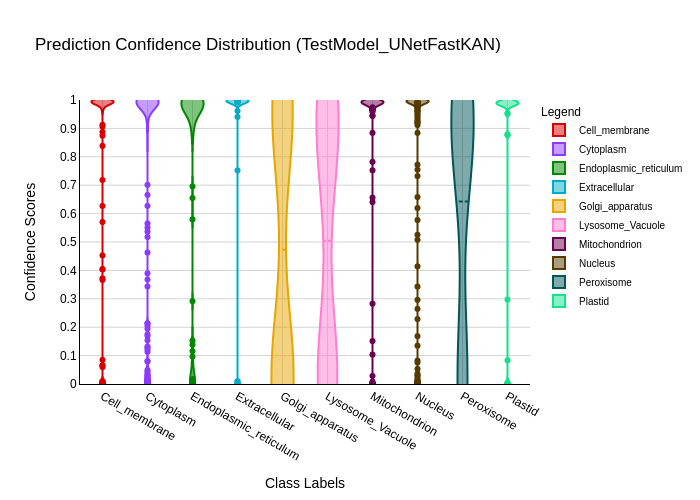 Prediction Confidence Distribution (TestModel_UNetFastKAN)
Legend
Cell_membrane
Cytoplasm
Endoplasmic_reticulum
Extracellular
Golgi_apparatus
Lysosome_Vacuole
Mitochondrion
Nucleus
Peroxisome
Plastid
Confidence Scores
1
0.9
0.8
0.7
0.6
0.5
0.4
0.3
0.2
0.1
0
Cell_membrane
Cytoplasm
Endoplasmic_reticulum
Extracellular
Golgi_apparatus
Lysosome_Vacuole
Mitochondrion
Nucleus
Peroxisome
Plastid
Class Labels